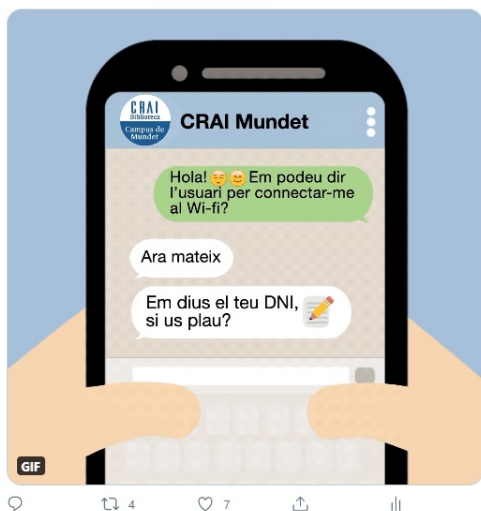 CRAI
Biblioteca
Campus de
Mundet
CRAI Mundet
Hola! Em podeu dir
l'usuari per connectar-me
al Wi-fi?
Ara mateix
Em dius el teu DNI,
si us plau?
GIF
4
7